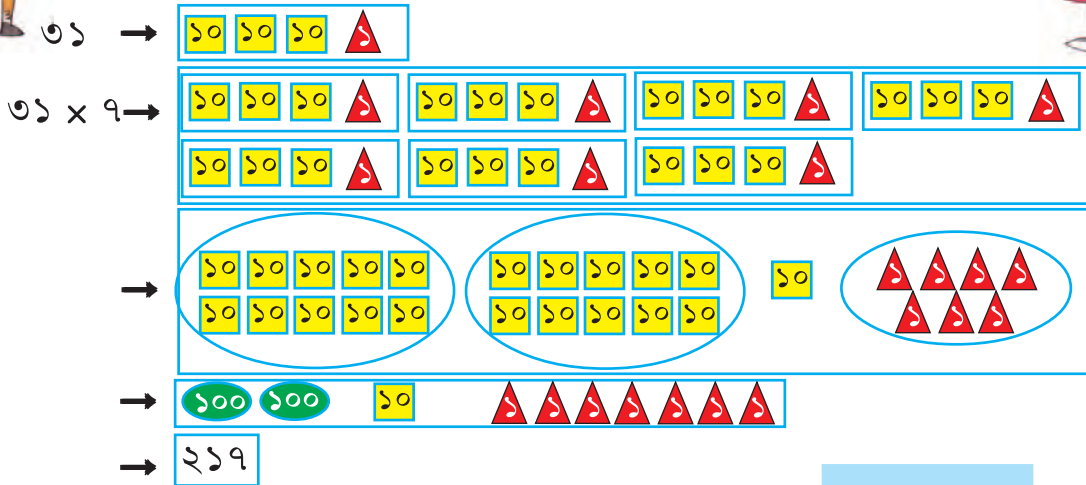 ৩১ → ১০ ১০ ১০ ১
৩১ × ৭→ ১০ ১০ ১০ ১ ১০ ১০ ১০ ১ ১০ ১০ ১০ ১ ১০ ১০ ১০ ১
১০ ১০ ১০ ১ ১০ ১০ ১০ ১ ১০ ১০ ১০ ১
১০ ১০ ১০ ১০ ১০ ১০ ১০ ১০ ১০ ১০ ১ ১ ১ ১
→ ১০ ১০ ১০ ১০ ১০ ১০ ১০ ১০ ১০ ১০ ১০ ১ ১ ১
→ ১০০ ১০০ ১০ ১ ১ ১ ১ ১ ১ ১
→ ২১৭